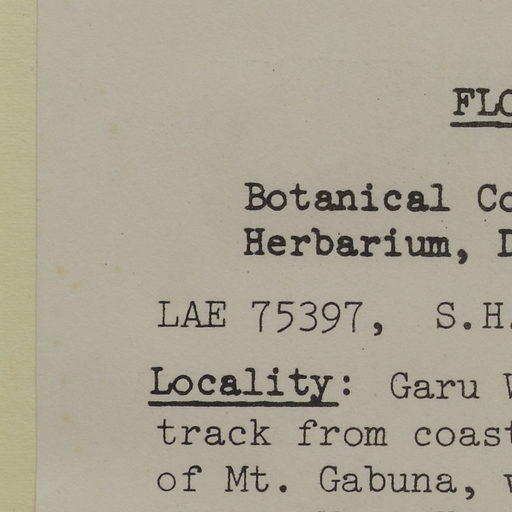 FLO
Botanical Co
Herbarium, D
LAE 75397, S.H.
Locality: Garu W
track from coast
of Mt. Gabuna, w